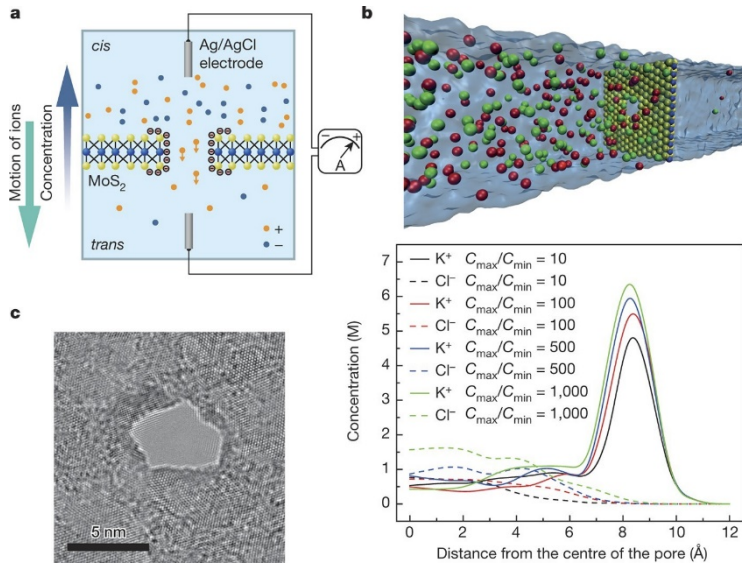 a
cis
Ag/AgCl
electrode
Motion of ions
Concentration
MoS2
− +
A
trans
+
−
b
K+ Cmax/Cmin = 10
Cl− Cmax/Cmin = 10
K+ Cmax/Cmin = 100
Cl− Cmax/Cmin = 100
K+ Cmax/Cmin = 500
Cl− Cmax/Cmin = 500
K+ Cmax/Cmin = 1,000
Cl− Cmax/Cmin = 1,000
Concentration (M)
7
6
5
4
3
2
1
0
0 2 4 6 8 10 12
Distance from the centre of the pore (Å)
c
5 nm